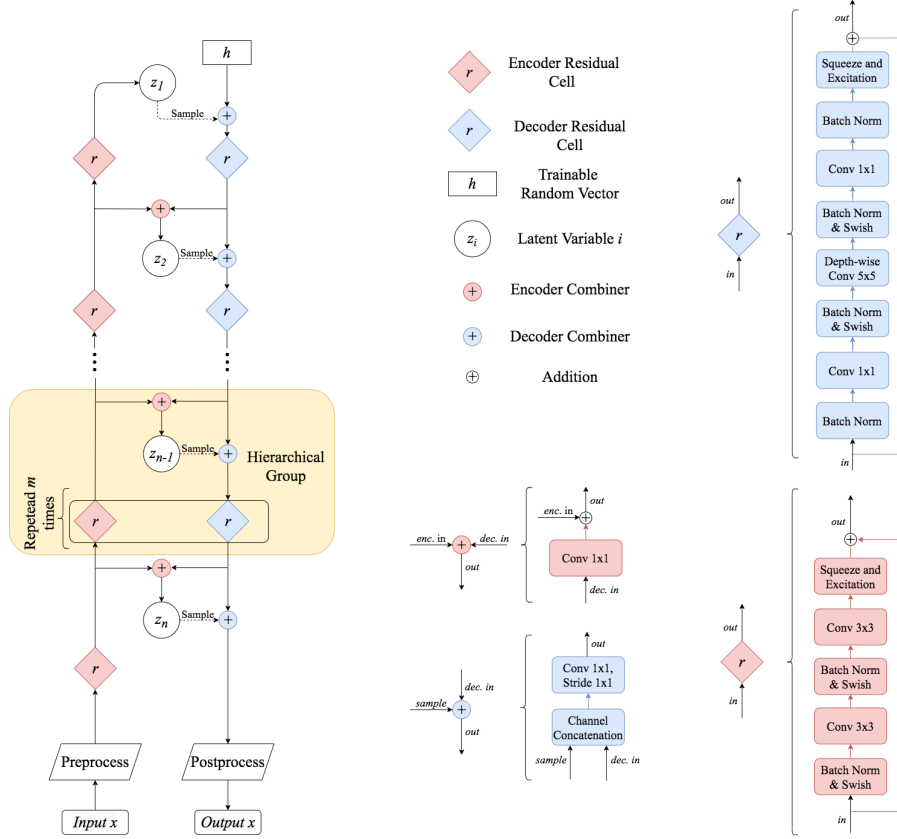 h
z1
Sample
+
r
r
+
z2
Sample
+
r
r
+
zn-1
Sample
+
Hierarchical
Group
Repetead m
times
r
r
+
zn
Sample
+
r
Preprocess
Postprocess
Input x
Output x
r
Encoder Residual
Cell
r
Decoder Residual
Cell
h
Trainable
Random Vector
zi
Latent Variable i
+
Encoder Combiner
+
Decoder Combiner
+
Addition
enc. in
+
dec. in
out
out
enc. in
+
Conv 1x1
dec. in
dec. in
sample
+
out
out
Conv 1x1,
Stride 1x1
Channel
Concatenation
sample
dec. in
out
r
in
out
+
Squeeze and
Excitation
Batch Norm
Conv 1x1
Batch Norm
& Swish
Depth-wise
Conv 5x5
Batch Norm
& Swish
Conv 1x1
Batch Norm
in
out
r
in
out
+
Squeeze and
Excitation
Conv 3x3
Batch Norm
& Swish
Conv 3x3
Batch Norm
& Swish
in